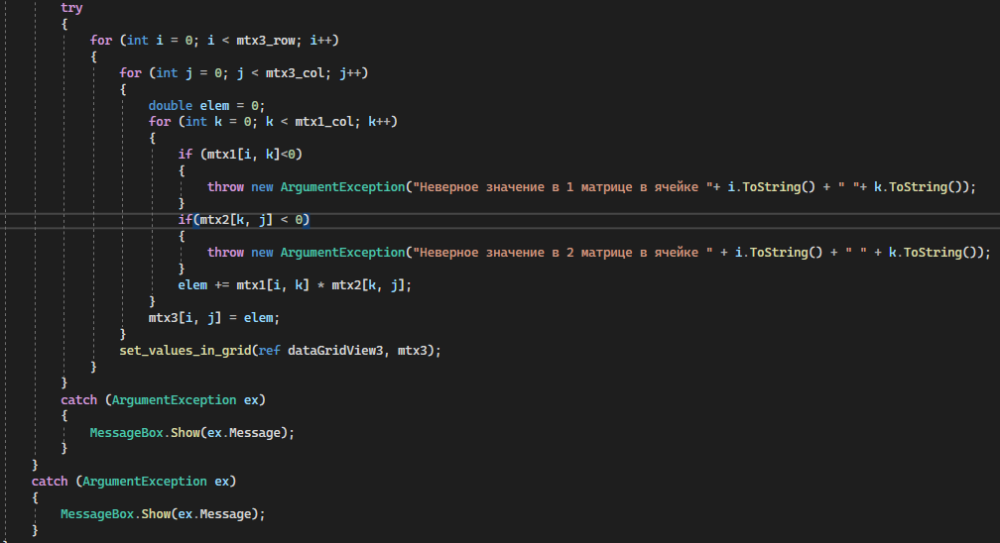 try
{
for (int i = 0; i < mtx3_row; i++)
{
for (int j = 0; j < mtx3_col; j++)
{
double elem = 0;
for (int k = 0; k < mtx1_col; k++)
{
if (mtx1[i, k]<0)
{
throw new ArgumentException("Неверное значение в 1 матрице в ячейке "+ i.ToString() + " "+ k.ToString());
}
if(mtx2[k, j] < 0)
{
throw new ArgumentException("Неверное значение в 2 матрице в ячейке " + i.ToString() + " " + k.ToString());
}
elem += mtx1[i, k] * mtx2[k, j];
}
mtx3[i, j] = elem;
}
set_values_in_grid(ref dataGridView3, mtx3);
}
}
catch (ArgumentException ex)
{
MessageBox.Show(ex.Message);
}
}
catch (ArgumentException ex)
{
MessageBox.Show(ex.Message);
}